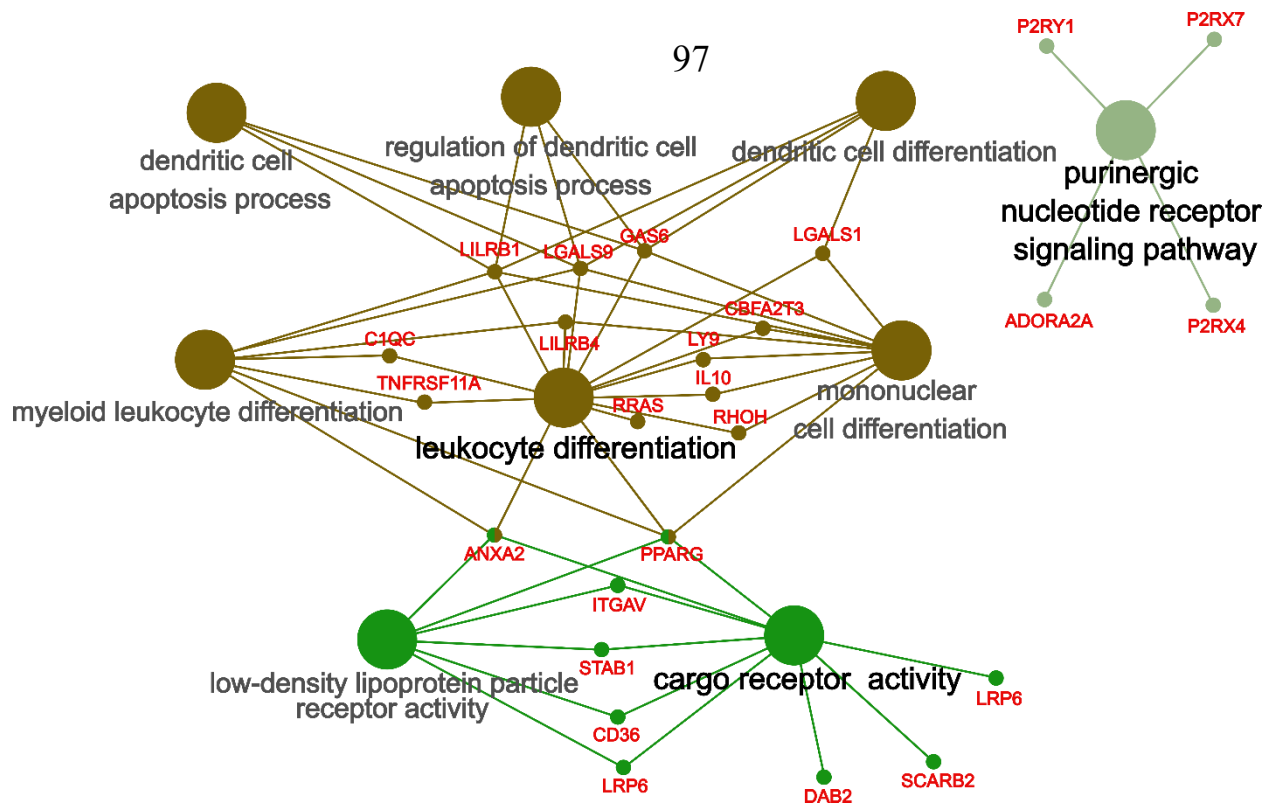 P2RY1
P2RX7
97
dendritic cell
apoptosis process
regulation of dendritic cell
apoptosis process
dendritic cell differentiation
purinergic
nucleotide receptor
signaling pathway
LILRB1
LGALS9
GAS6
LGALS1
ADORA2A
P2RX4
C1QC
LILRB4
CBFA2T3
LY9
TNFRSF11A
IL10
RRAS
RHOH
myeloid leukocyte differentiation
leukocyte differentiation
mononuclear
cell differentiation
ANXA2
PPARG
ITGAV
STAB1
low-density lipoprotein particle
receptor activity
cargo receptor activity
LRP6
CD36
LRP6
DAB2
SCARB2